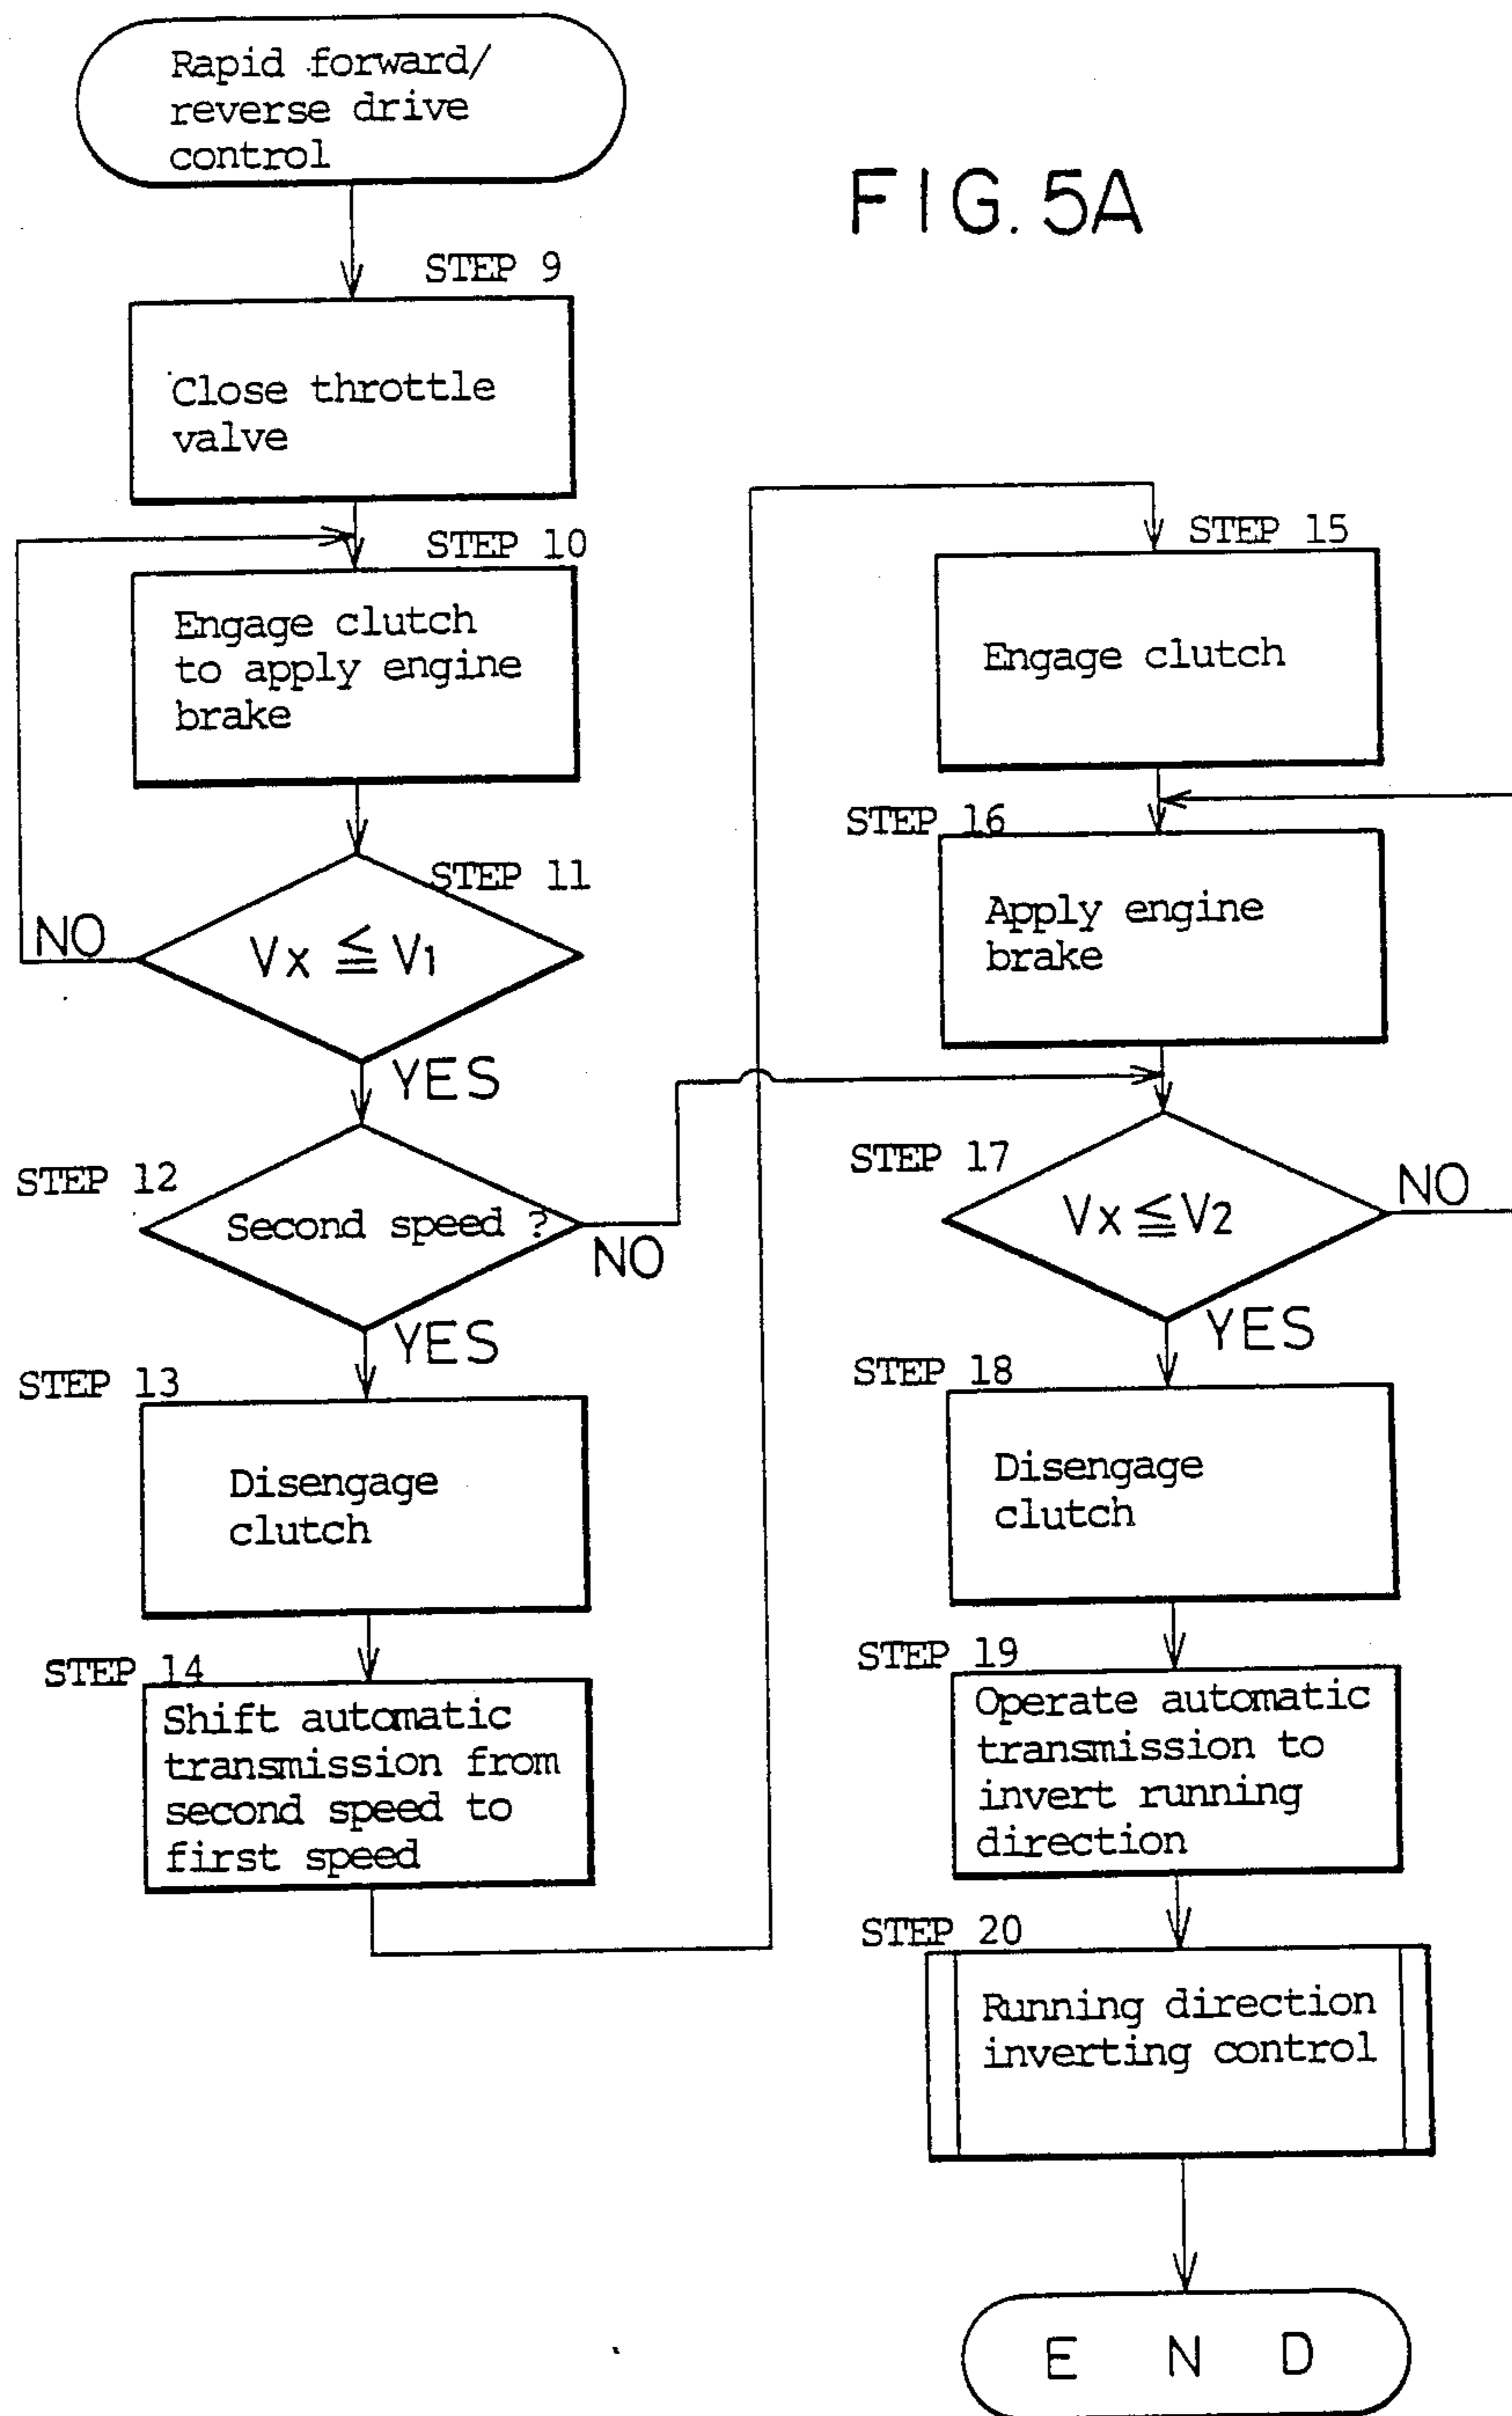 Rapid forward/
reverse drive
control
FIG. 5A
STEP 9
Close throttle
valve
STEP 10
Engage clutch
to apply engine
brake
STEP 11
Vx ≦ V1
NO
YES
STEP 12
Second speed ?
NO
YES
STEP 13
Disengage
clutch
STEP 14
Shift automatic
transmission from
second speed to
first speed
STEP 15
Engage clutch
STEP 16
Apply engine
brake
STEP 17
Vx ≦ V2
NO
YES
STEP 18
Disengage
clutch
STEP 19
Operate automatic
transmission to
invert running
direction
STEP 20
Running direction
inverting control
E N D